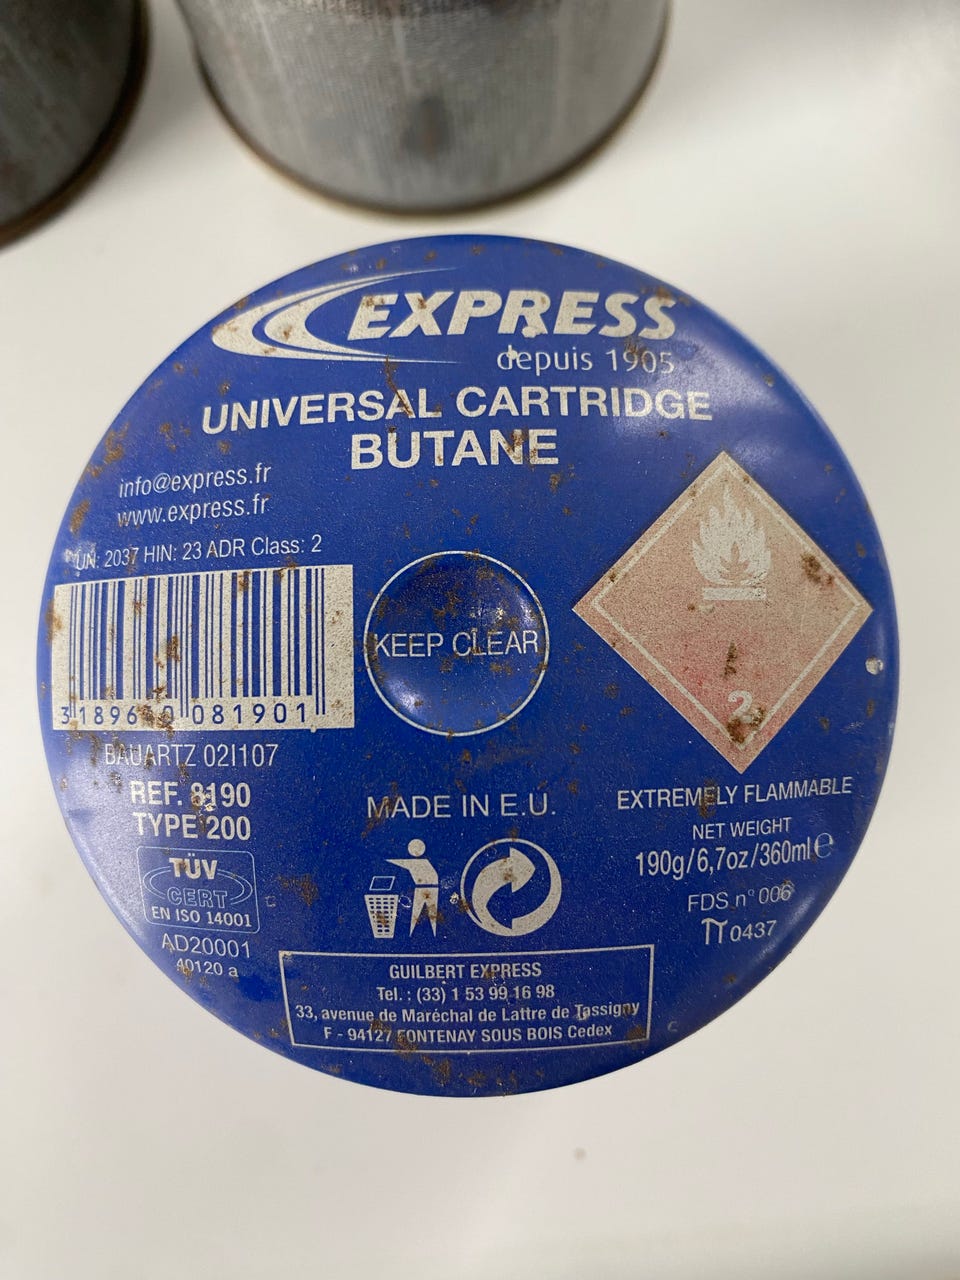 EXPRESS
depuis 1905
UNIVERSAL CARTRIDGE
BUTANE
info@express.fr
www.express.fr
UN: 2037 HIN: 23 ADR Class: 2
KEEP CLEAR
2
081901
BAUARTZ 02I107
REF. 8190
TYPE 200
MADE IN E.U.
EXTREMELY FLAMMABLE
NET WEIGHT
190g/6,7oz/360ml e
FDS n° 006
π 0437
TÜV
CERT
EN ISO 14001
AD20001
40120 a
GUILBERT EXPRESS
Tel. : (33) 1 53 99 16 98
33, avenue de Maréchal de Lattre de Tassigny
F - 94127 FONTENAY SOUS BOIS Cedex